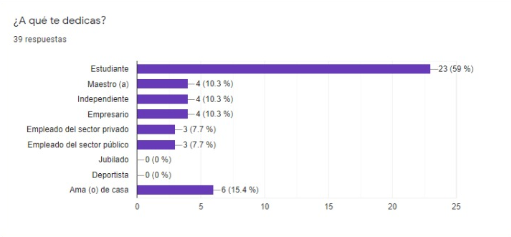 ¿A qué te dedicas?
39 respuestas
Estudiante 23 (59 %)
Maestro (a) 4 (10.3 %)
Independiente 4 (10.3 %)
Empresario 4 (10.3 %)
Empleado del sector privado 3 (7.7 %)
Empleado del sector público 3 (7.7 %)
Jubilado 0 (0 %)
Deportista 0 (0 %)
Ama (o) de casa 6 (15.4 %)
0 5 10 15 20 25